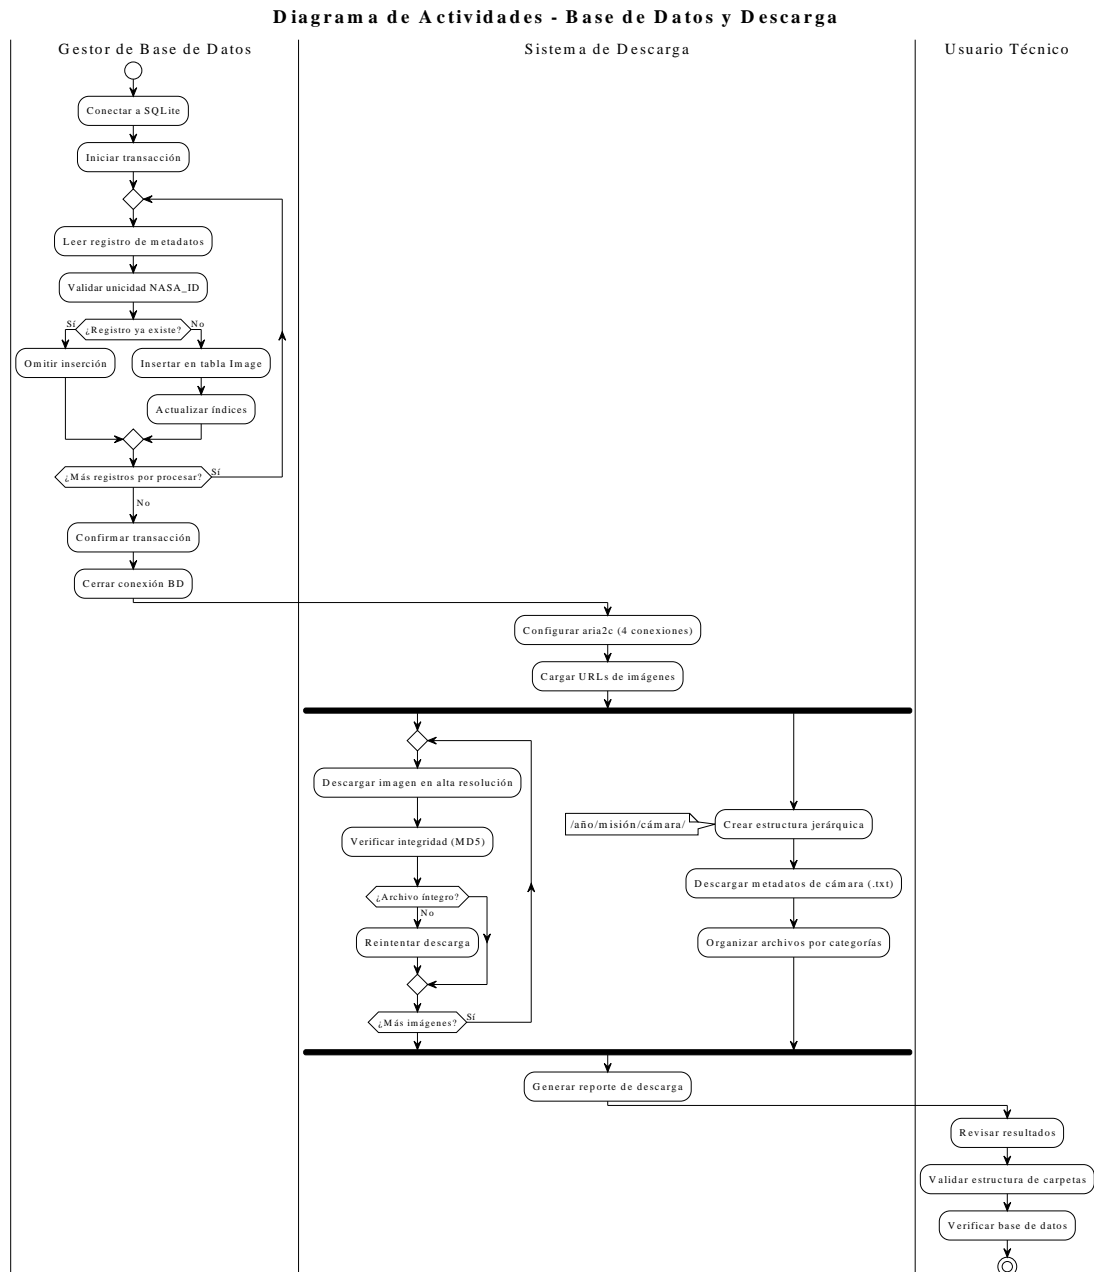 Diagrama de Actividades - Base de Datos y Descarga
Gestor de Base de Datos
Sistema de Descarga
Usuario Técnico
Conectar a SQLite
Iniciar transacción
Leer registro de metadatos
Validar unicidad NASA_ID
Sí
¿Registro ya existe?
No
Omitir inserción
Insertar en tabla Image
Actualizar índices
¿Más registros por procesar?
Sí
No
Confirmar transacción
Cerrar conexión BD
Configurar aria2c (4 conexiones)
Cargar URLs de imágenes
Descargar imagen en alta resolución
Verificar integridad (MD5)
¿Archivo íntegro?
No
Reintentar descarga
¿Más imágenes?
Sí
/año/misión/cámara/
Crear estructura jerárquica
Descargar metadatos de cámara (.txt)
Organizar archivos por categorías
Generar reporte de descarga
Revisar resultados
Validar estructura de carpetas
Verificar base de datos